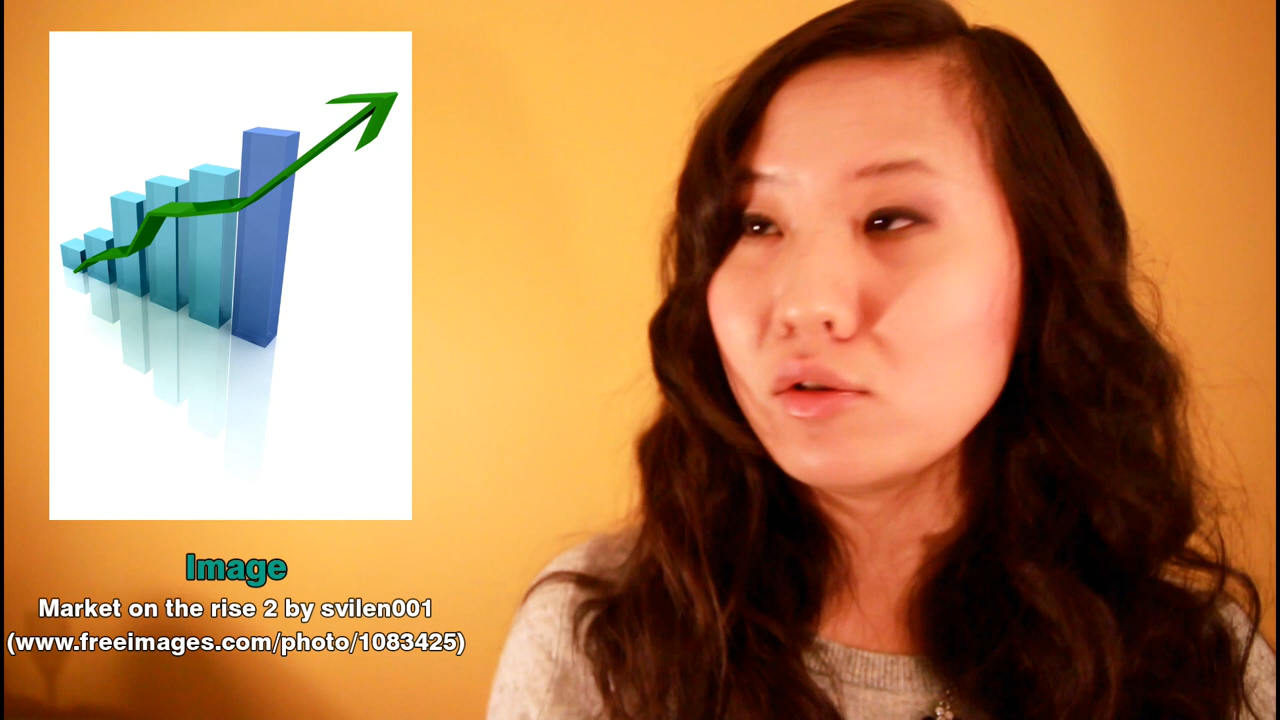 Image
Market on the rise 2 by svilen001
(www.freeimages.com/photo/1083425)